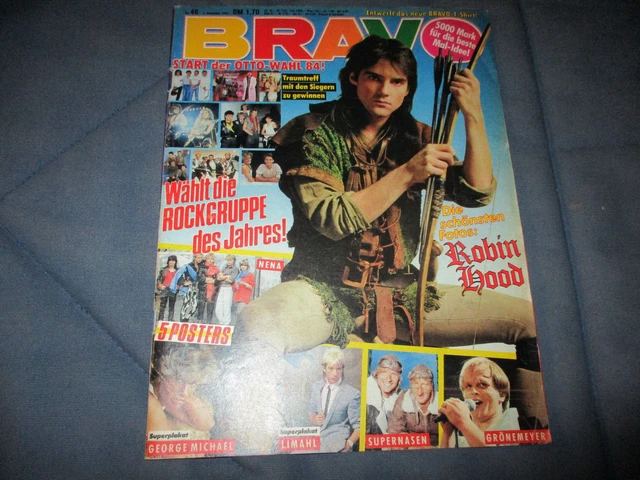 Nr. 46
DM 1,70
Entwerft das neue BRAVO-T-Shirt!
BRAVO
5000 Mark
für die beste
Mal-Idee!
START der OTTO-WAHL 84!
Traumtreff
mit den Siegern
zu gewinnen
Wählt die
ROCKGRUPPE
des Jahres!
Die
schönsten
Fotos:
Robin
Hood
NENA
5 POSTERS
Superplakat
GEORGE MICHAEL
Superplakat
LIMAHL
SUPERNASEN
GRÖNEMEYER